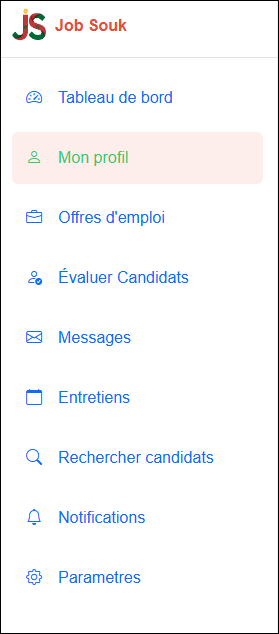 JS Job Souk
Tableau de bord
Mon profil
Offres d'emploi
Évaluer Candidats
Messages
Entretiens
Rechercher candidats
Notifications
Parametres